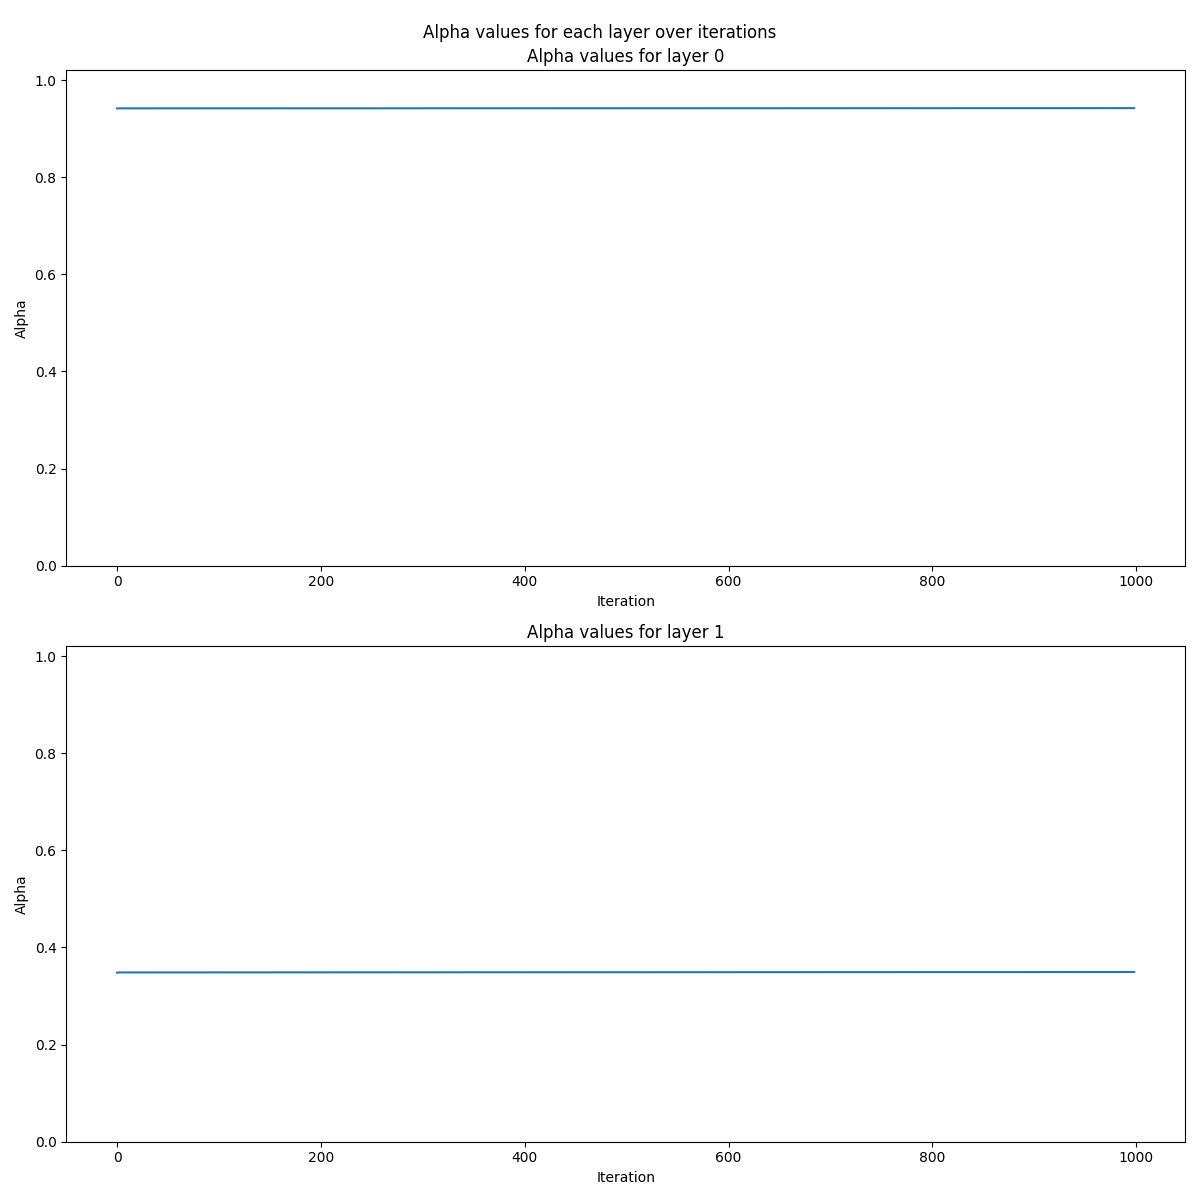 Alpha values for each layer over iterations
Alpha values for layer 0
1.0
0.8
0.6
0.4
0.2
0.0
Alpha
0 200 400 600 800 1000
Iteration
Alpha values for layer 1
1.0
0.8
0.6
0.4
0.2
0.0
Alpha
0 200 400 600 800 1000
Iteration